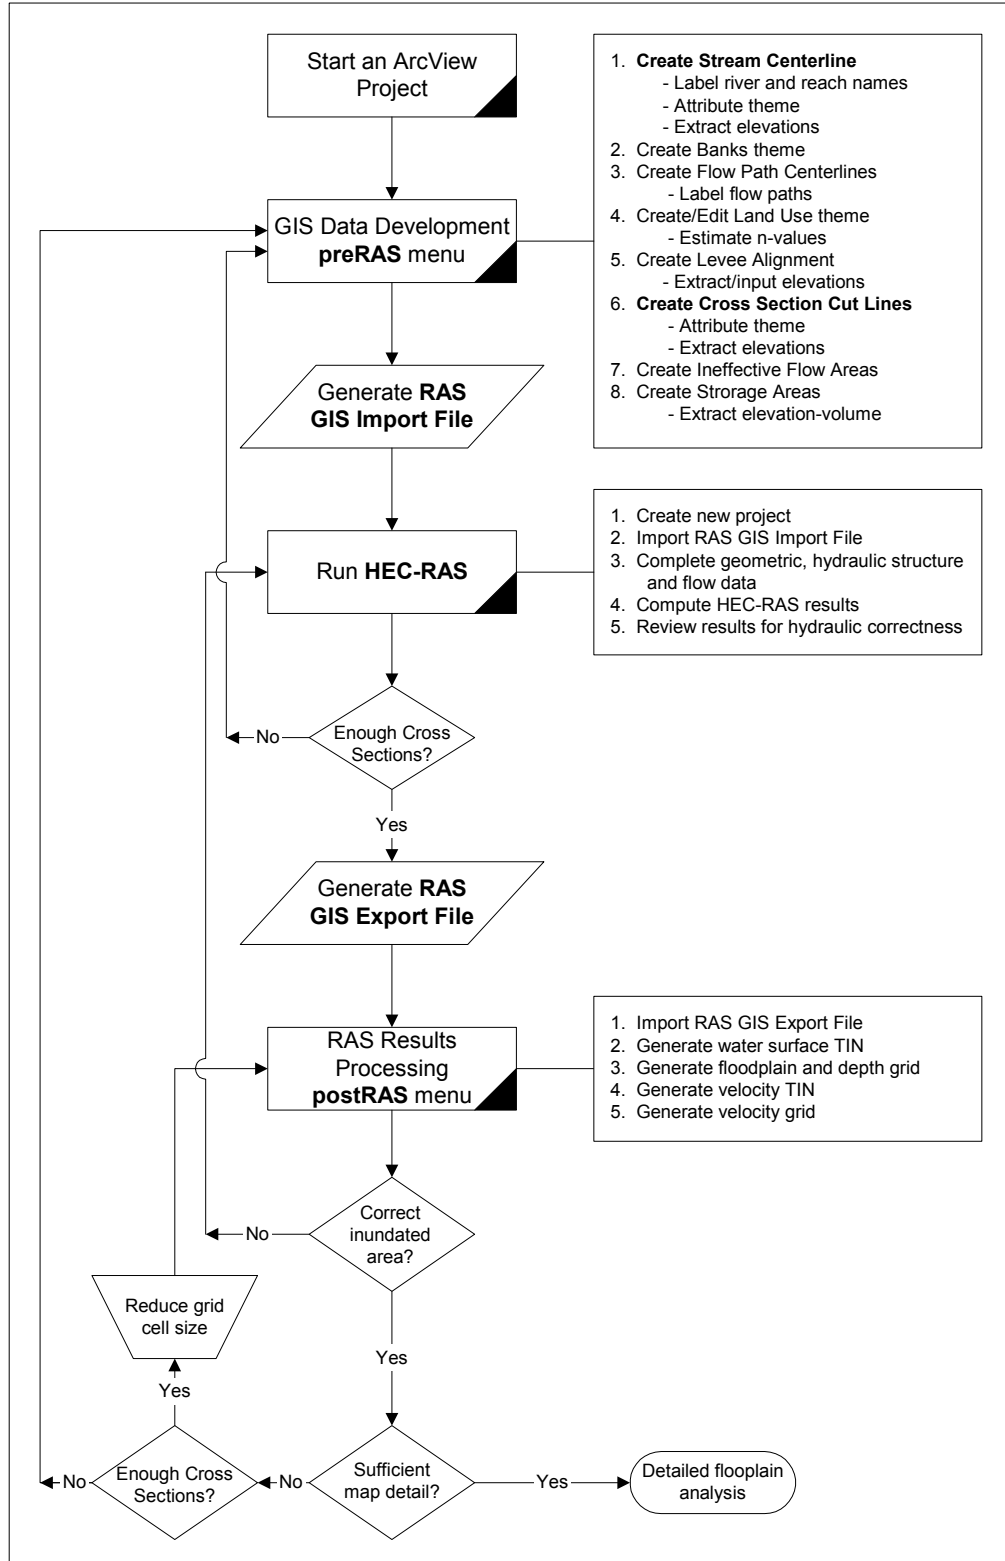 Start an ArcView
Project
1. Create Stream Centerline
- Label river and reach names
- Attribute theme
- Extract elevations
2. Create Banks theme
3. Create Flow Path Centerlines
- Label flow paths
4. Create/Edit Land Use theme
- Estimate n-values
5. Create Levee Alignment
- Extract/input elevations
6. Create Cross Section Cut Lines
- Attribute theme
- Extract elevations
7. Create Ineffective Flow Areas
8. Create Strorage Areas
- Extract elevation-volume
GIS Data Development
preRAS menu
Generate RAS
GIS Import File
Run HEC-RAS
1. Create new project
2. Import RAS GIS Import File
3. Complete geometric, hydraulic structure
and flow data
4. Compute HEC-RAS results
5. Review results for hydraulic correctness
Enough Cross
Sections?
No
Yes
Generate RAS
GIS Export File
RAS Results
Processing
postRAS menu
1. Import RAS GIS Export File
2. Generate water surface TIN
3. Generate floodplain and depth grid
4. Generate velocity TIN
5. Generate velocity grid
Correct
inundated
area?
No
Yes
Reduce grid
cell size
Yes
Enough Cross
Sections?
No
No
Sufficient
map detail?
Yes
Detailed flooplain
analysis